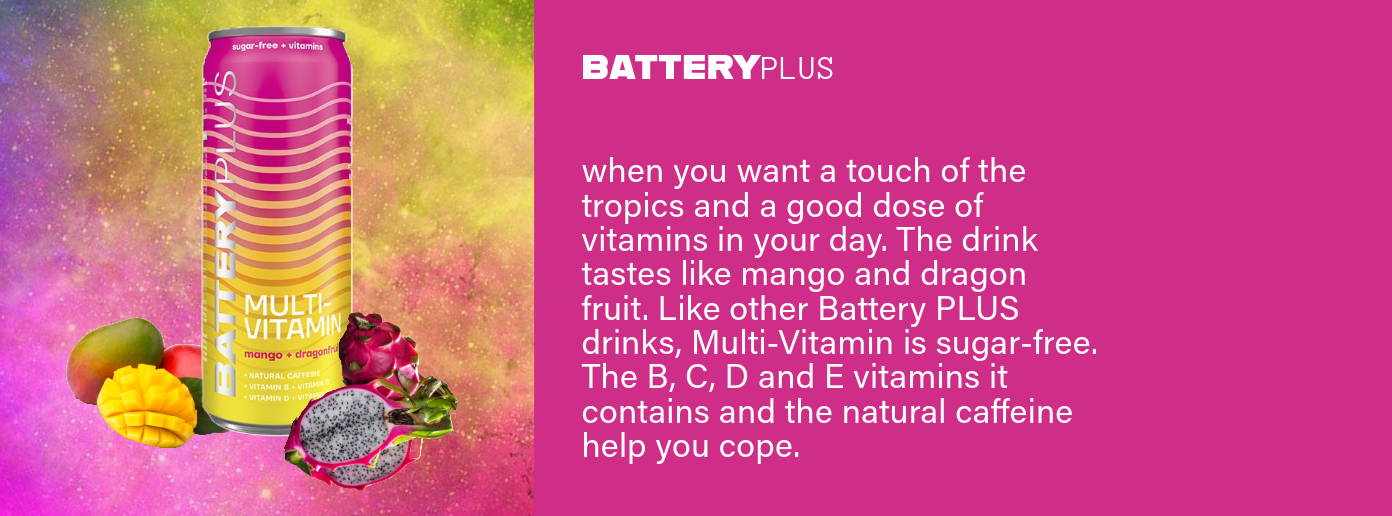 sugar-free + vitamins
BATTERYPLUS
MULTI-
VITAMIN
mango + dragonfru
• NATURAL CAFFEINE
• VITAMIN B + VITAMIN C
• VITAMIN D + VITAM
BATTERYPLUS
when you want a touch of the
tropics and a good dose of
vitamins in your day. The drink
tastes like mango and dragon
fruit. Like other Battery PLUS
drinks, Multi-Vitamin is sugar-free.
The B, C, D and E vitamins it
contains and the natural caffeine
help you cope.